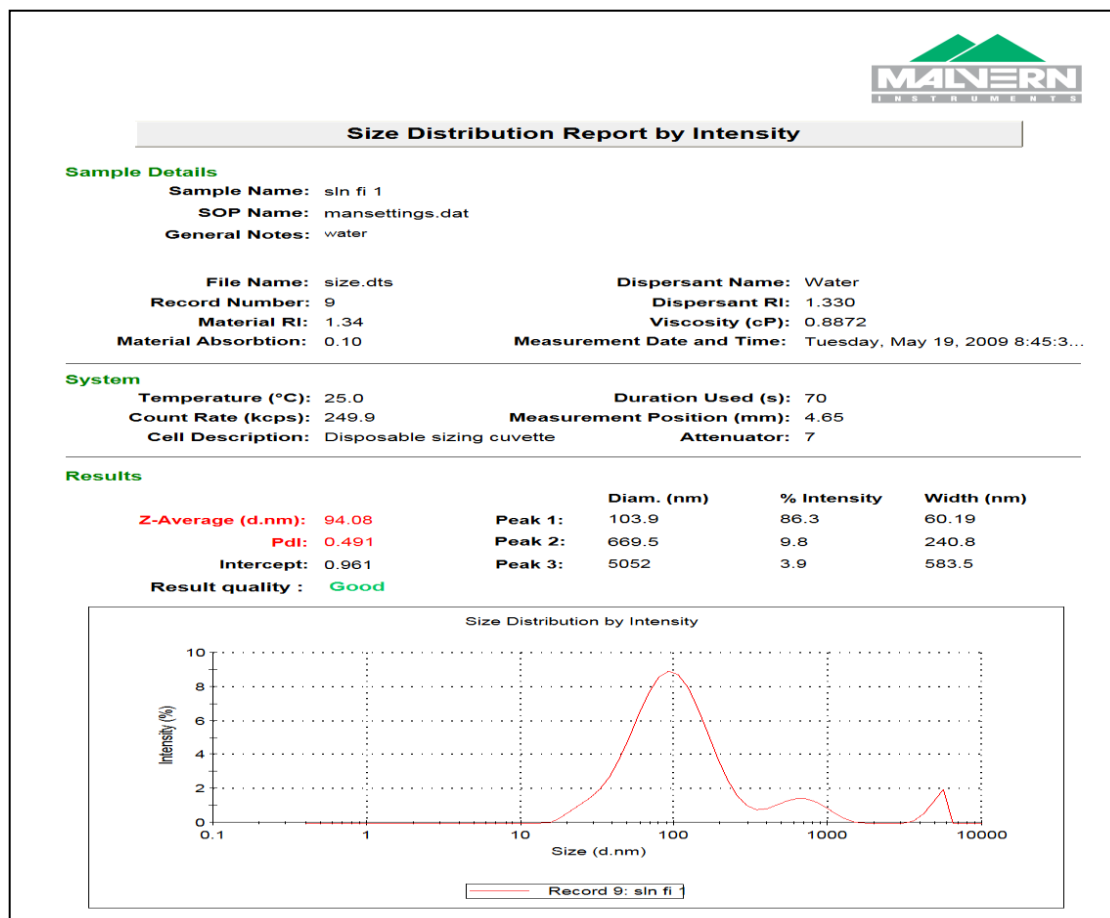 MALVERN
INSTRUMENTS
Size Distribution Report by Intensity
Sample Details
Sample Name: sln fi 1
SOP Name: mansettings.dat
General Notes: water
File Name: size.dts Dispersant Name: Water
Record Number: 9 Dispersant RI: 1.330
Material RI: 1.34 Viscosity (cP): 0.8872
Material Absorbtion: 0.10 Measurement Date and Time: Tuesday, May 19, 2009 8:45:3...
System
Temperature (°C): 25.0 Duration Used (s): 70
Count Rate (kcps): 249.9 Measurement Position (mm): 4.65
Cell Description: Disposable sizing cuvette Attenuator: 7
Results
Diam. (nm) % Intensity Width (nm)
Z-Average (d.nm): 94.08 Peak 1: 103.9 86.3 60.19
PdI: 0.491 Peak 2: 669.5 9.8 240.8
Intercept: 0.961 Peak 3: 5052 3.9 583.5
Result quality : Good
Size Distribution by Intensity
Intensity (%)
10
8
6
4
2
0
0.1 1 10 100 1000 10000
Size (d.nm)
Record 9: sln fi 1